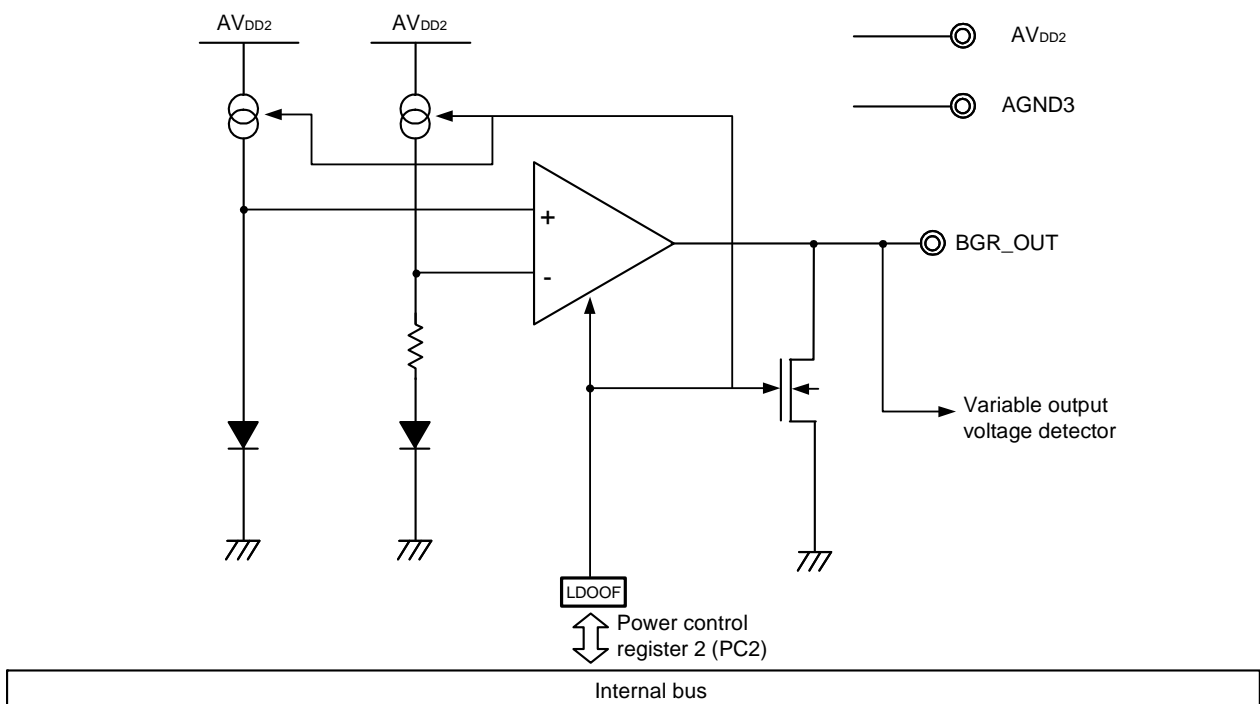 AVDD2
AVDD2
AVDD2
AGND3
+
-
BGR_OUT
Variable output
voltage detector
LDOOF
Power control
register 2 (PC2)
Internal bus